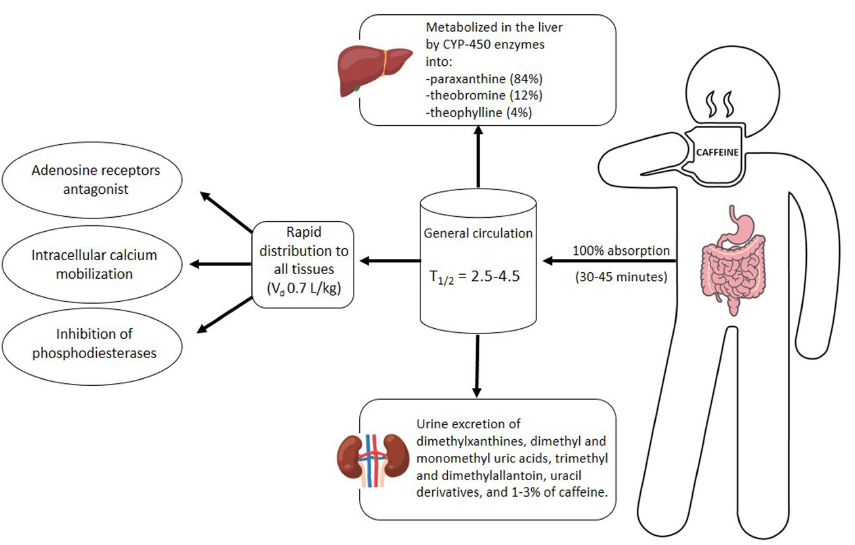 Metabolized in the liver
by CYP-450 enzymes
into:
-paraxanthine (84%)
-theobromine (12%)
-theophylline (4%)
CAFFEINE
Adenosine receptors
antagonist
Intracellular calcium
mobilization
Inhibition of
phosphodiesterases
Rapid
distribution to
all tissues
(Vd 0.7 L/kg)
General circulation
T1/2 = 2.5-4.5
100% absorption
(30-45 minutes)
Urine excretion of
dimethylxanthines, dimethyl and
monomethyl uric acids, trimethyl
and dimethylallantoin, uracil
derivatives, and 1-3% of caffeine.